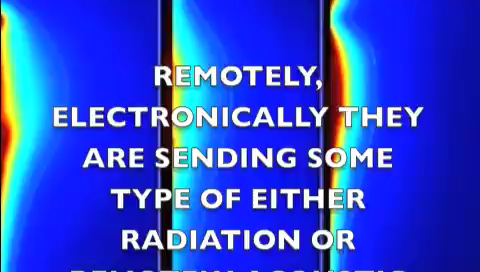 REMOTELY,
ELECTRONICALLY THEY
ARE SENDING SOME
TYPE OF EITHER
RADIATION OR